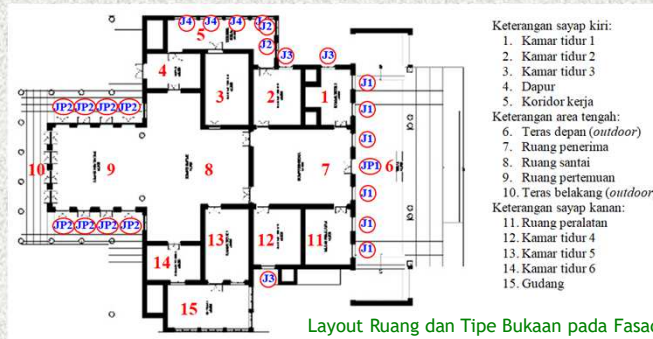 J4 J4 J4 J J2
5 J2
J3 J3
4 J1
3 2 1
JP2 JP2 JP2 JP2 J1
J1
10 9 8 7 JP1 6
J1
JP2 JP2 JP2 JP2 J1
13 12 11 J1
14 J3
15
Keterangan sayap kiri:
1. Kamar tidur 1
2. Kamar tidur 2
3. Kamar tidur 3
4. Dapur
5. Koridor kerja
Keterangan area tengah:
6. Teras depan (outdoor)
7. Ruang penerima
8. Ruang santai
9. Ruang pertemuan
10. Teras belakang (outdoor
Keterangan sayap kanan:
11. Ruang peralatan
12. Kamar tidur 4
13. Kamar tidur 5
14. Kamar tidur 6
15. Gudang
Layout Ruang dan Tipe Bukaan pada Fasad